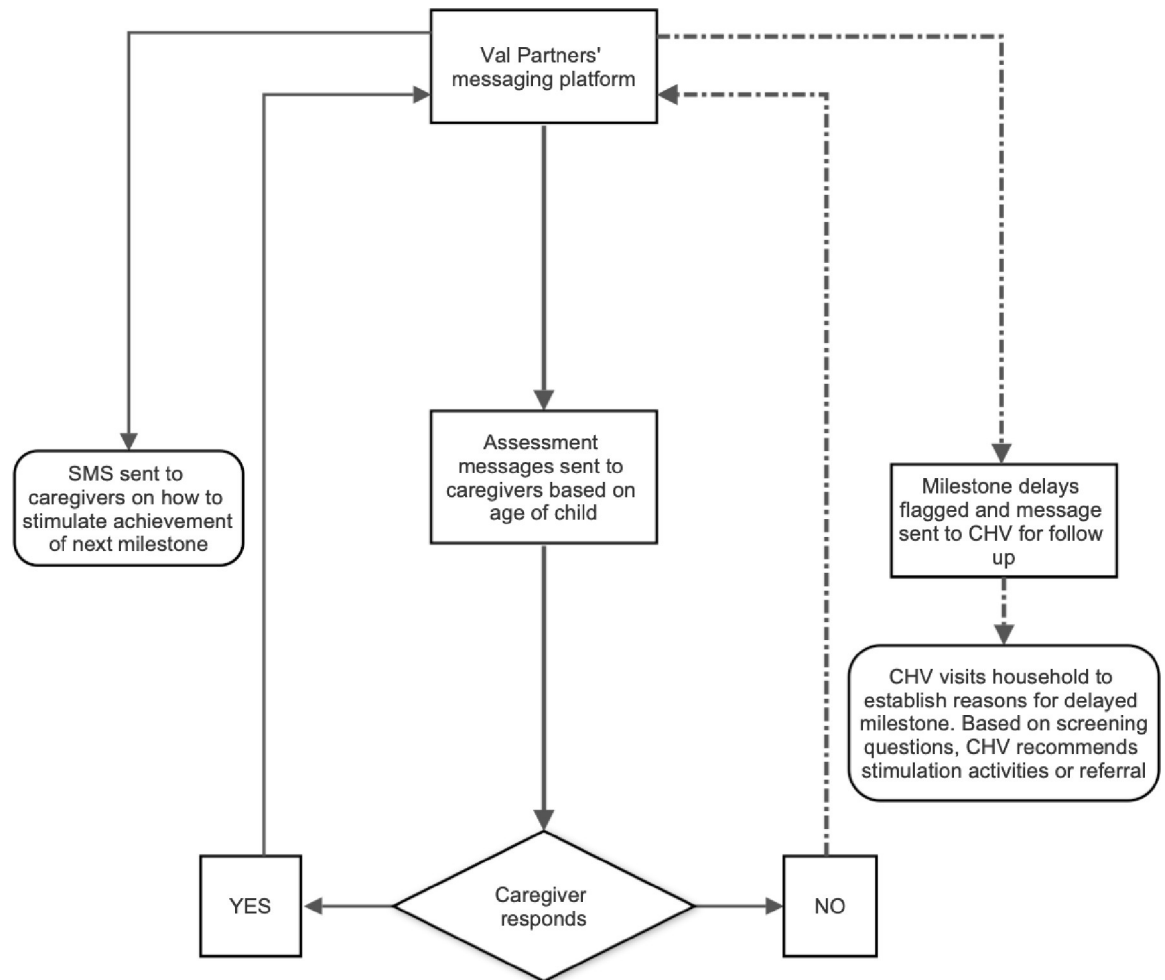 Val Partners'
messaging platform
SMS sent to
caregivers on how to
stimulate achievement
of next milestone
Assessment
messages sent to
caregivers based on
age of child
Milestone delays
flagged and message
sent to CHV for follow
up
CHV visits household to
establish reasons for delayed
milestone. Based on screening
questions, CHV recommends
stimulation activities or referral
YES
Caregiver
responds
NO